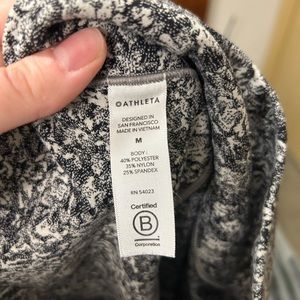 ATHLETA
DESIGNED IN
SAN FRANCISCO
MADE IN VIETNAM
M
BODY:
40% POLYESTER
35% NYLON
25% SPANDEX
RN 54023
Certified
B
Corporation